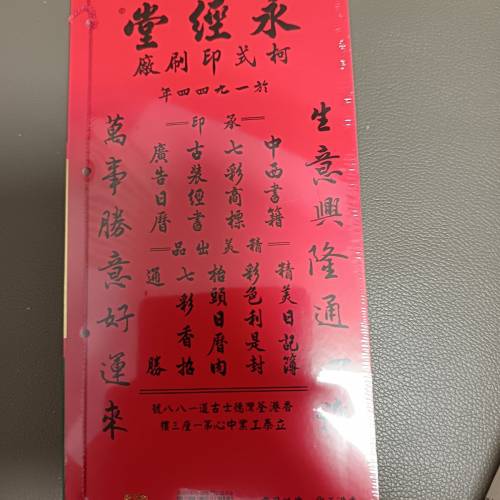 永經堂
柯式印刷廠
於一九四四年
生意興隆通
承印
中西書籍
七彩商標
古裝經書
廣告日曆
精美出品
精美日記簿
彩色利是封
抬頭日曆肉
七彩香招
通勝
萬事勝意好運來
香港荃灣德士古道一八八號
立泰工業中心第一座三樓